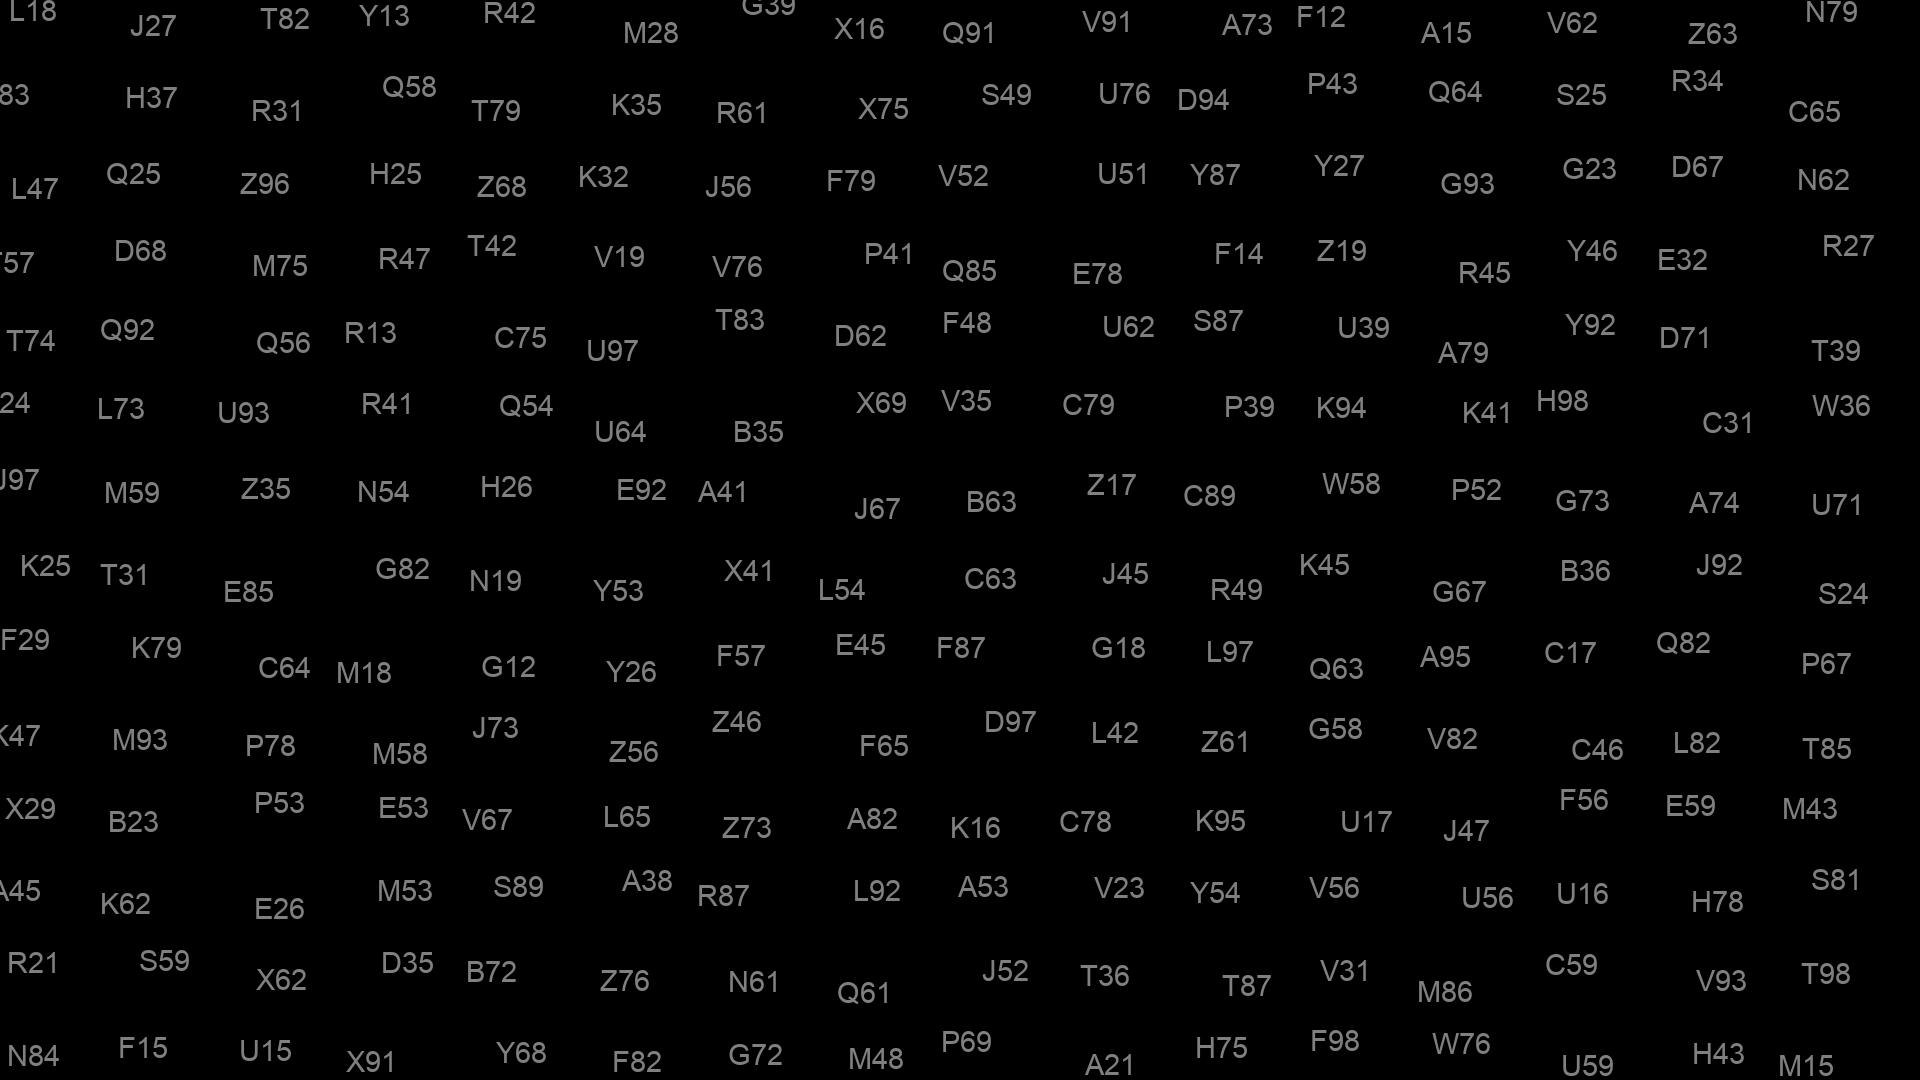 L18 J27 T82 Y13 R42 M28 G39 X16 Q91 V91 A73 F12 A15 V62 Z63 N79
83 H37 R31 Q58 T79 K35 R61 X75 S49 U76 D94 P43 Q64 S25 R34 C65
L47 Q25 Z96 H25 Z68 K32 J56 F79 V52 U51 Y87 Y27 G93 G23 D67 N62
57 D68 M75 R47 T42 V19 V76 P41 Q85 E78 F14 Z19 R45 Y46 E32 R27
T74 Q92 Q56 R13 C75 U97 T83 D62 F48 U62 S87 U39 A79 Y92 D71 T39
24 L73 U93 R41 Q54 U64 B35 X69 V35 C79 P39 K94 K41 H98 C31 W36
97 M59 Z35 N54 H26 E92 A41 J67 B63 Z17 C89 W58 P52 G73 A74 U71
K25 T31 E85 G82 N19 Y53 X41 L54 C63 J45 R49 K45 G67 B36 J92 S24
F29 K79 C64 M18 G12 Y26 F57 E45 F87 G18 L97 Q63 A95 C17 Q82 P67
K47 M93 P78 M58 J73 Z56 Z46 F65 D97 L42 Z61 G58 V82 C46 L82 T85
X29 B23 P53 E53 V67 L65 Z73 A82 K16 C78 K95 U17 J47 F56 E59 M43
A45 K62 E26 M53 S89 A38 R87 L92 A53 V23 Y54 V56 U56 U16 H78 S81
R21 S59 X62 D35 B72 Z76 N61 Q61 J52 T36 T87 V31 M86 C59 V93 T98
N84 F15 U15 X91 Y68 F82 G72 M48 P69 A21 H75 F98 W76 U59 H43 M15